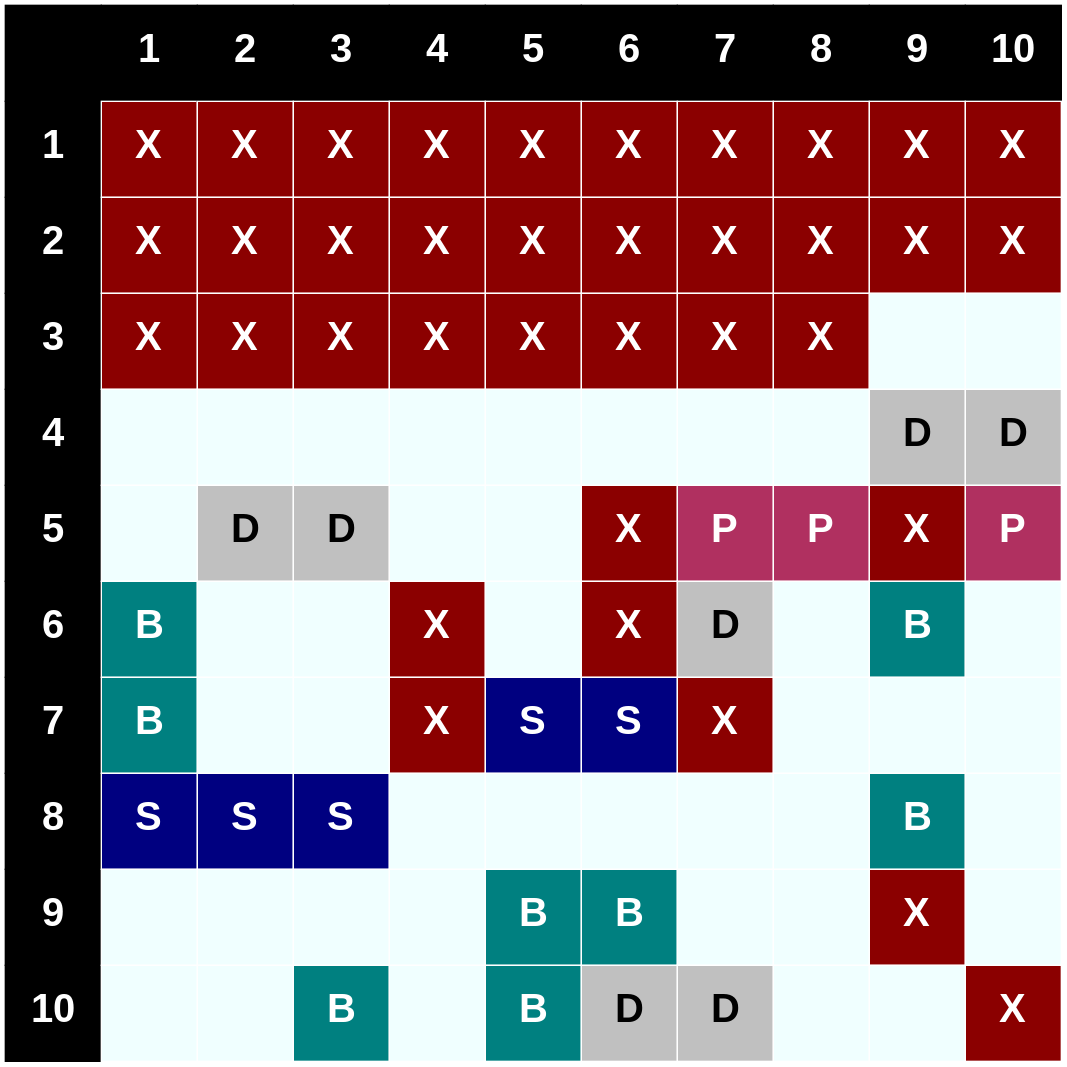 1 2 3 4 5 6 7 8 9 10
1 X X X X X X X X X X
2 X X X X X X X X X X
3 X X X X X X X X
4 D D
5 D D X P P X P
6 B X X D B
7 B X S S X
8 S S S B
9 B B X
10 B B D D X